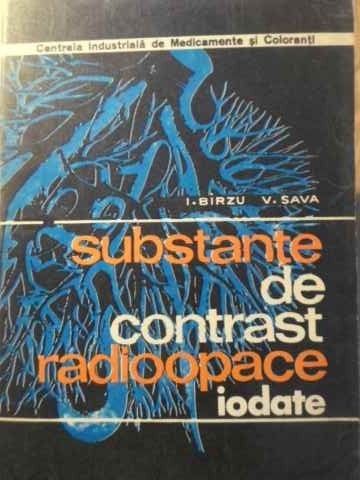 Centrala Industrială de Medicamente și Coloranți
I. BÎRZU V. SAVA
substanțe
de
contrast
radioopace
iodate